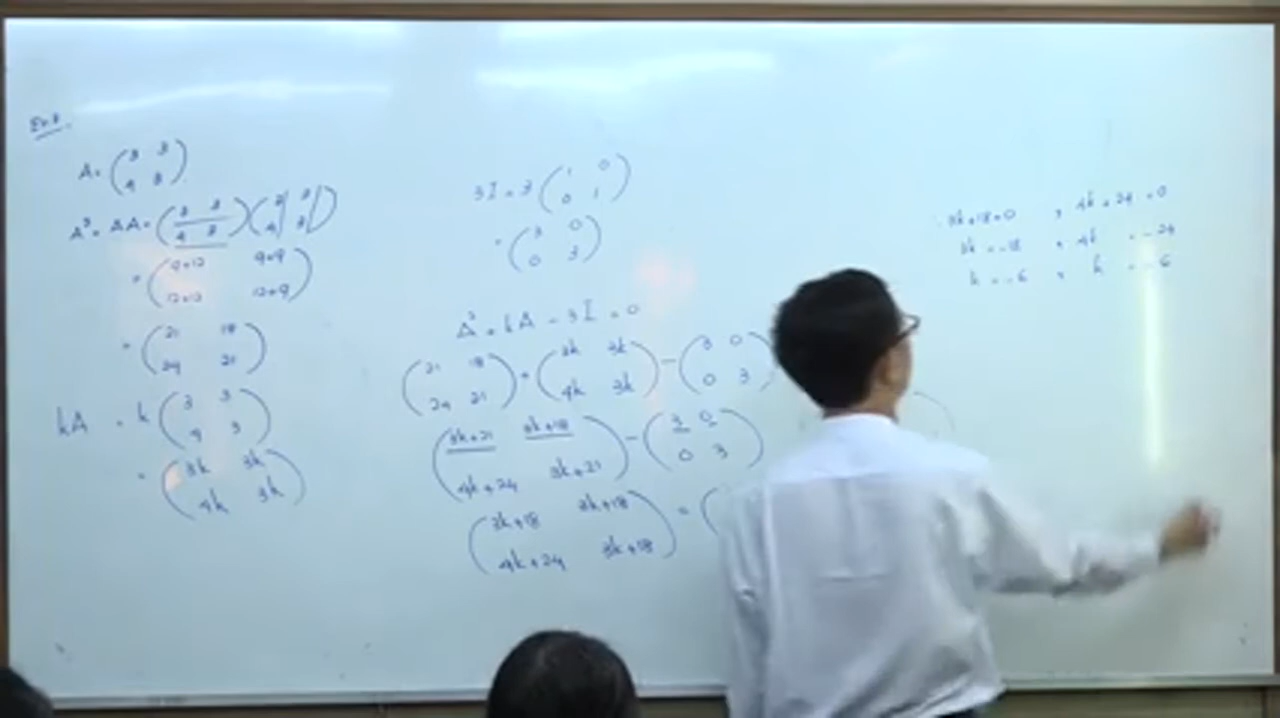 A = ( 3 3
4 3 )
A² = AA = ( 3 3
4 3 ) ( 3 3
4 3 )
= ( 9+12 9+9
12+12 12+9 )
= ( 21 18
24 21 )
kA = k ( 3 3
4 3 )
= ( 3k 3k
4k 3k )
3I = 3 ( 1 0
0 1 )
= ( 3 0
0 3 )
A² + kA - 3I = 0
( 21 18
24 21 ) + ( 3k 3k
4k 3k ) - ( 3 0
0 3 )
( 3k+21 3k+18
4k+24 3k+21 ) - ( 3 0
0 3 )
( 3k+18 3k+18
4k+24 3k+18 ) = (
3k+18=0 , 4k+24 =0
3k = -18 , 4k = -24
k = -6 , k = -6